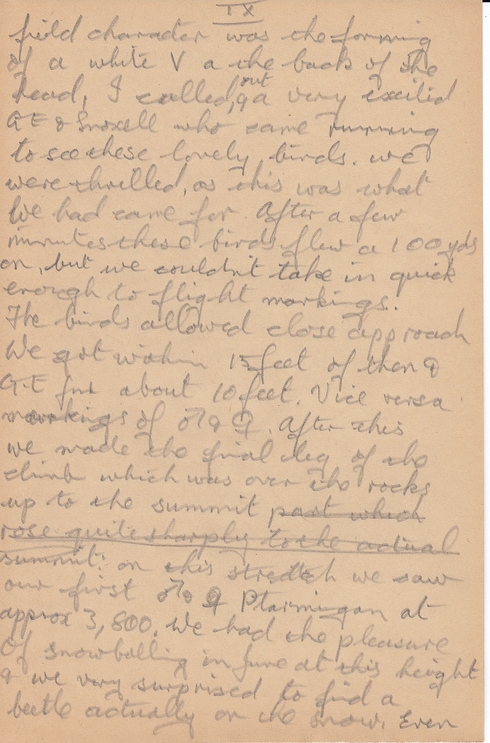 IX
field character was the forming
of a white V a the back of the
head, I called, out a very excited
G.E & Snoxell who came running
to see these lovely birds. we
were thrilled, as this was what
we had came for. After a few
minutes these birds flew a 100 yds
on, but we couldn't take in quick
enough to flight markings.
The birds allowed close approach
We got within 15 feet of them &
G.E about 10 feet. Vice versa
markings of ♂ & ♀. After this
we made the final leg of the
climb which was over the rocks
up to the summit past which
rose quite sharply to the actual
summit. on this stretch we saw
our first ♂ & ♀ Ptarmigan at
approx 3,800. We had the pleasure
of snowballing in June at this height
& we very surprised to find a
beetle actually on the snow. Even